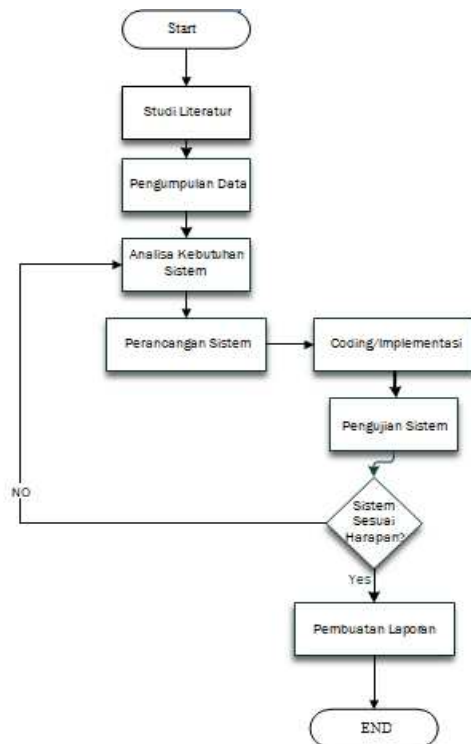 Start
Studi Literatur
Pengumpulan Data
Analisa Kebutuhan
Sistem
Perancangan Sistem
Coding/Implementasi
Pengujian Sistem
Sistem
Sesuai
Harapan?
NO
Yes
Pembuatan Laporan
END